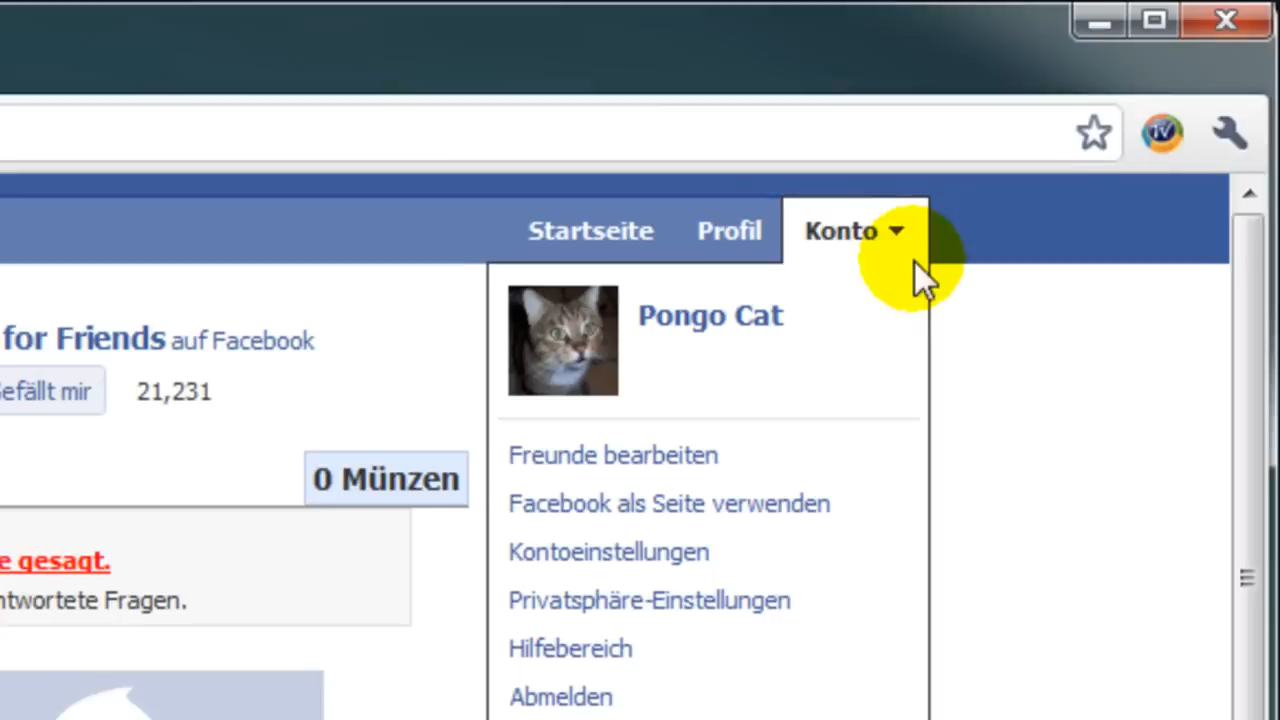 Startseite Profil Konto
Pongo Cat
for Friends auf Facebook
efällt mir 21,231
Freunde bearbeiten
0 Münzen
Facebook als Seite verwenden
Kontoeinstellungen
e gesagt.
Privatsphäre-Einstellungen
ntwortete Fragen.
Hilfebereich
Abmelden